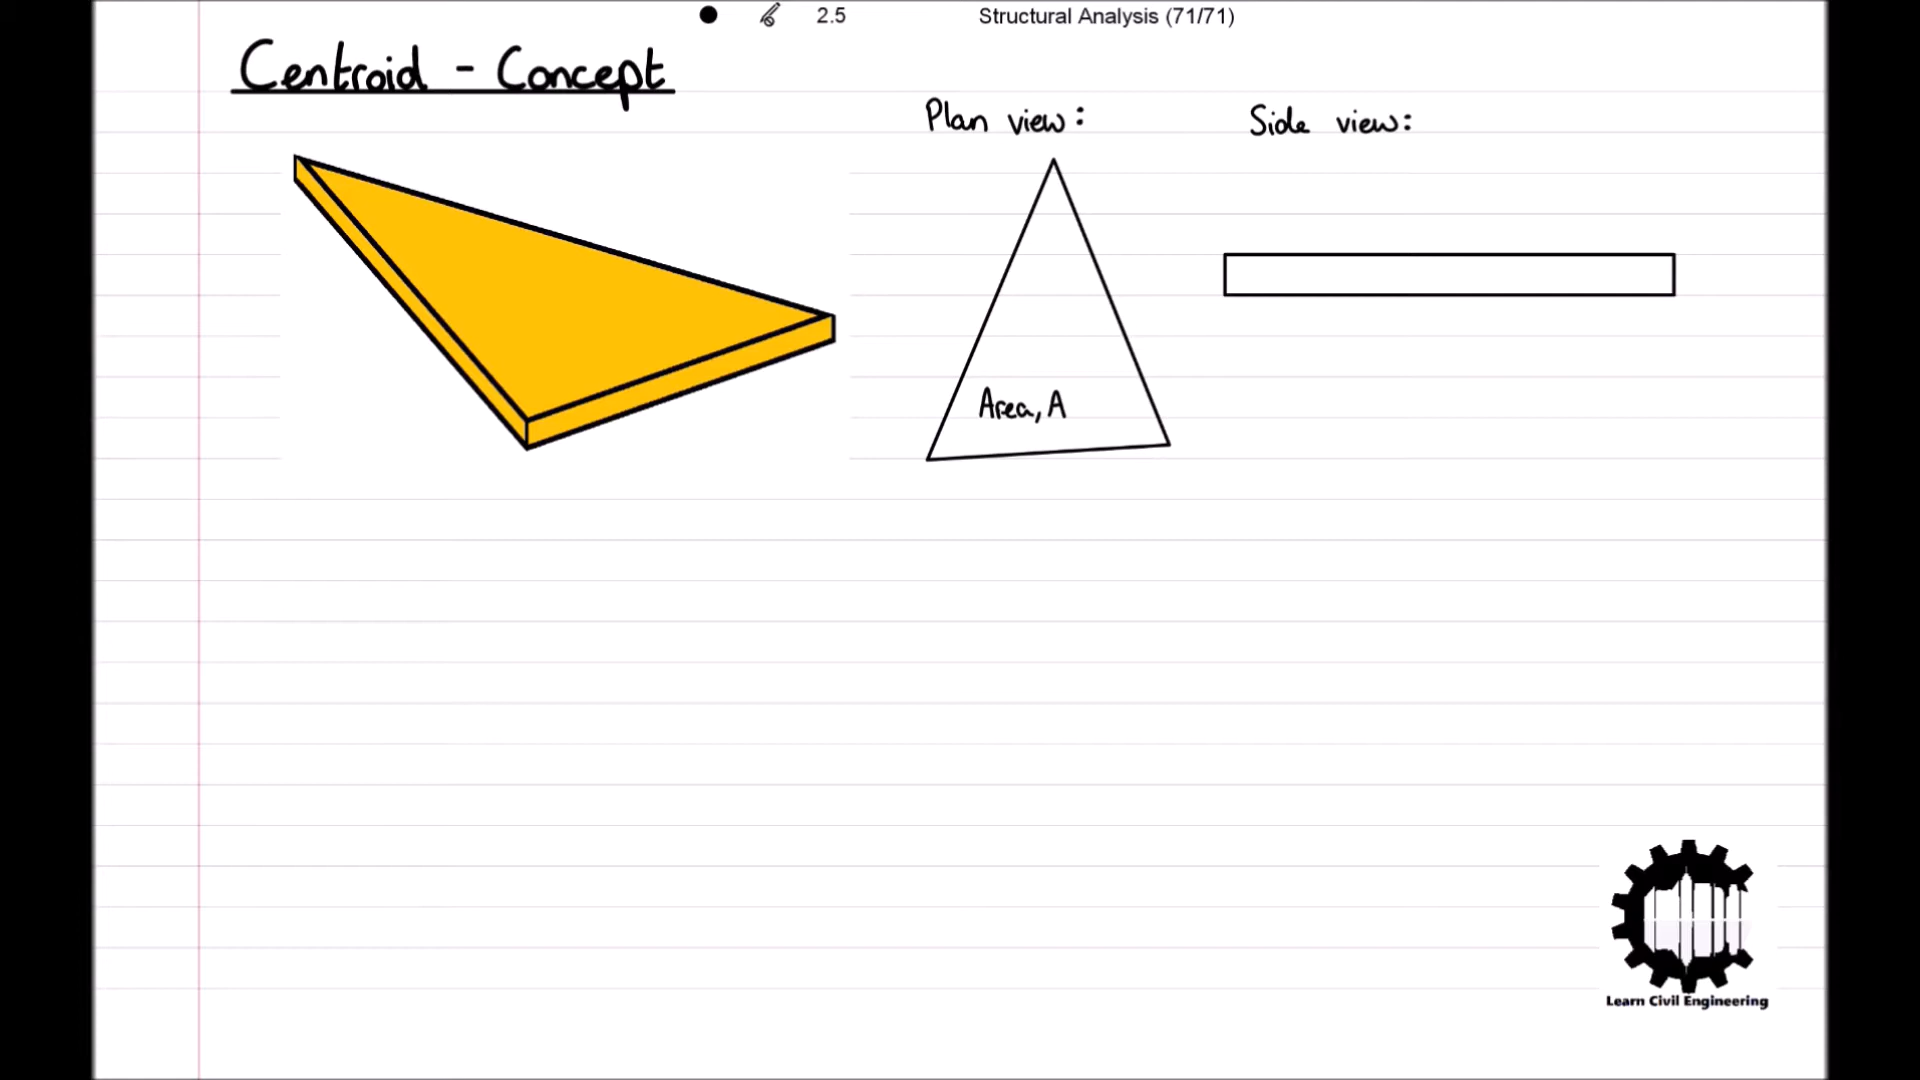 2.5
Structural Analysis (71/71)
Centroid - Concept
Plan view:
Side view:
Area, A
Learn Civil Engineering